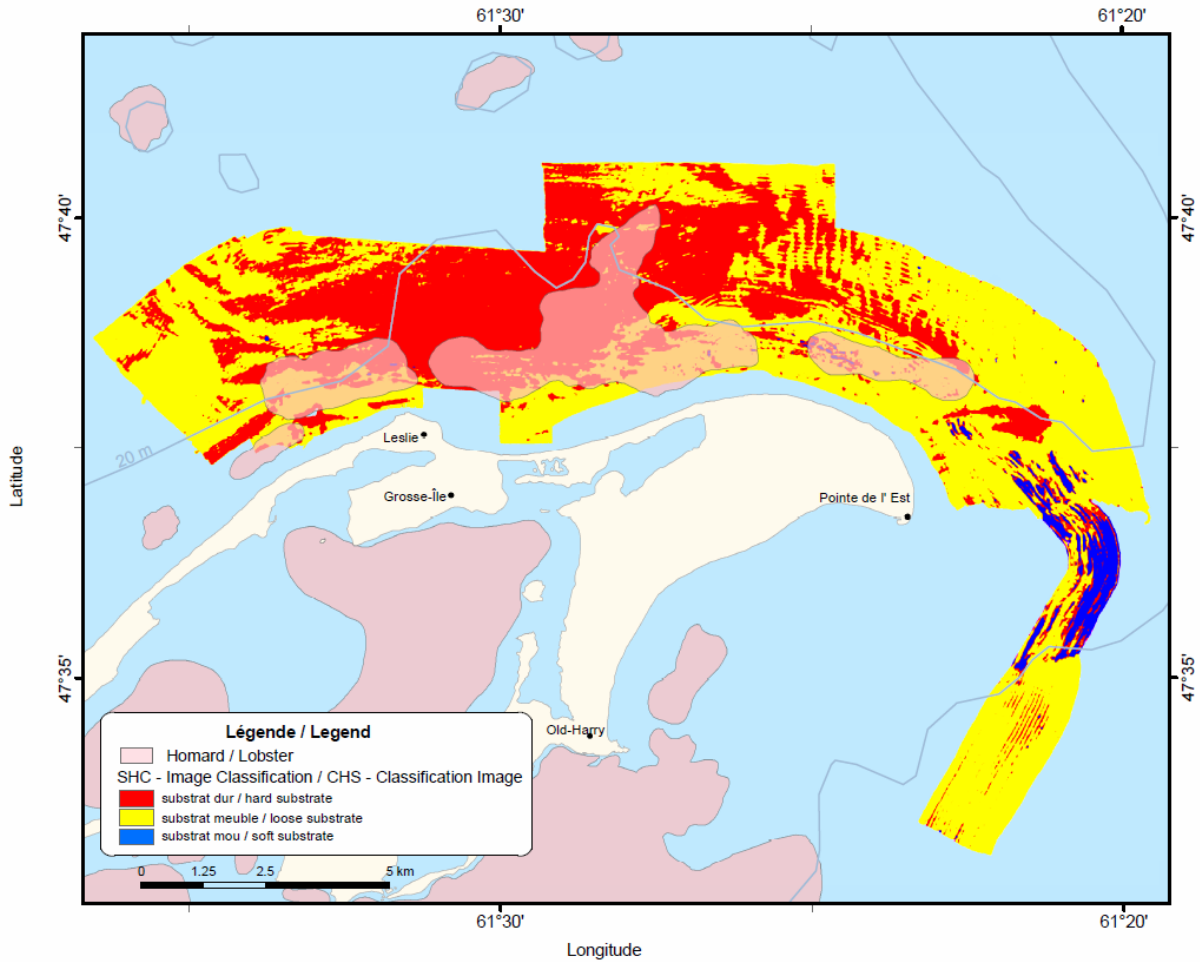 61°30'
61°20'
47°40'
47°40'
20 m
Leslie
Grosse-Île
Pointe de l' Est
Latitude
47°35'
47°35'
Old-Harry
Légende / Legend
Homard / Lobster
SHC - Image Classification / CHS - Classification Image
substrat dur / hard substrate
substrat meuble / loose substrate
substrat mou / soft substrate
0 1.25 2.5 5 km
61°30'
61°20'
Longitude